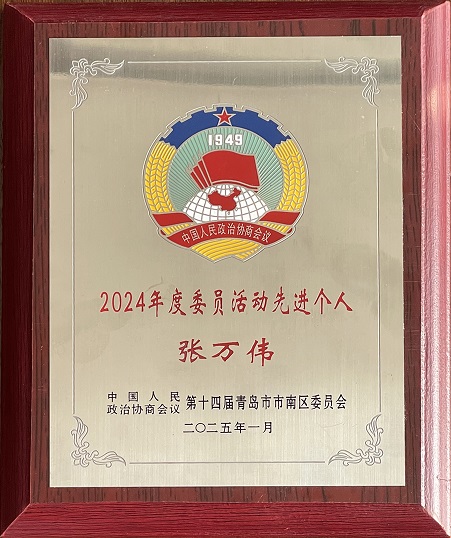 1949
中国人民政治协商会议
2024年度委员活动先进个人
张万伟
中国人民
政治协商会议 第十四届青岛市市南区委员会
二〇二五年一月